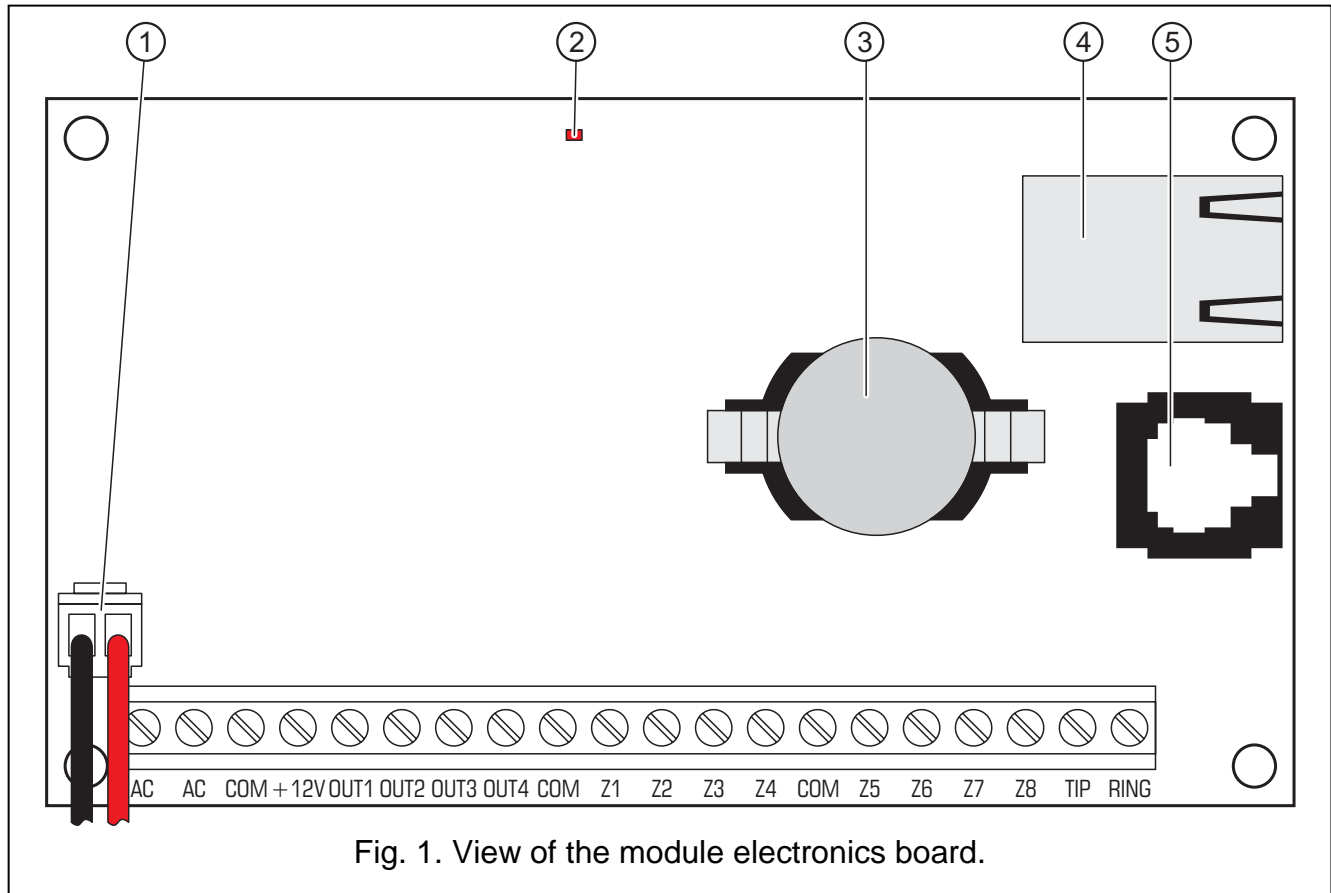 1 2 3 4 5
AC AC COM +12V OUT1 OUT2 OUT3 OUT4 COM Z1 Z2 Z3 Z4 COM Z5 Z6 Z7 Z8 TIP RING
Fig. 1. View of the module electronics board.